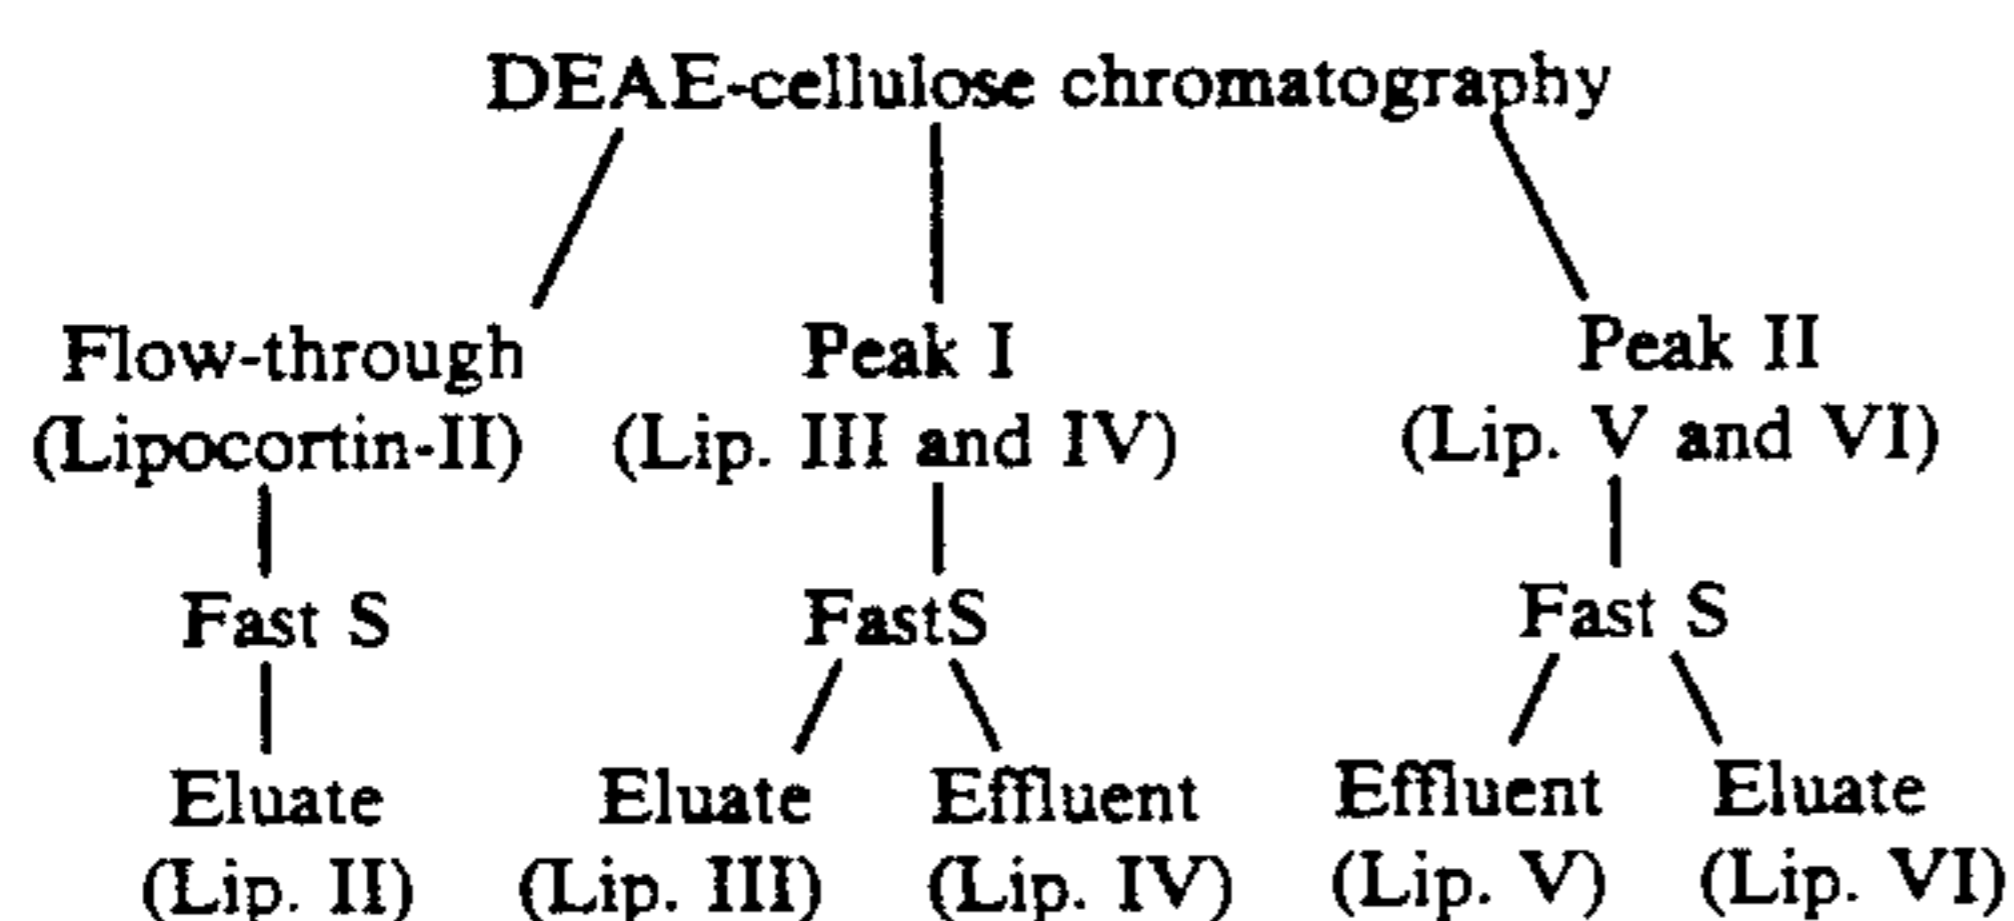 DEAE-cellulose chromatography
Flow-through Peak I Peak II
(Lipocortin-II) (Lip. III and IV) (Lip. V and VI)
Fast S FastS Fast S
Eluate Eluate Effluent Effluent Eluate
(Lip. II) (Lip. III) (Lip. IV) (Lip. V) (Lip. VI)